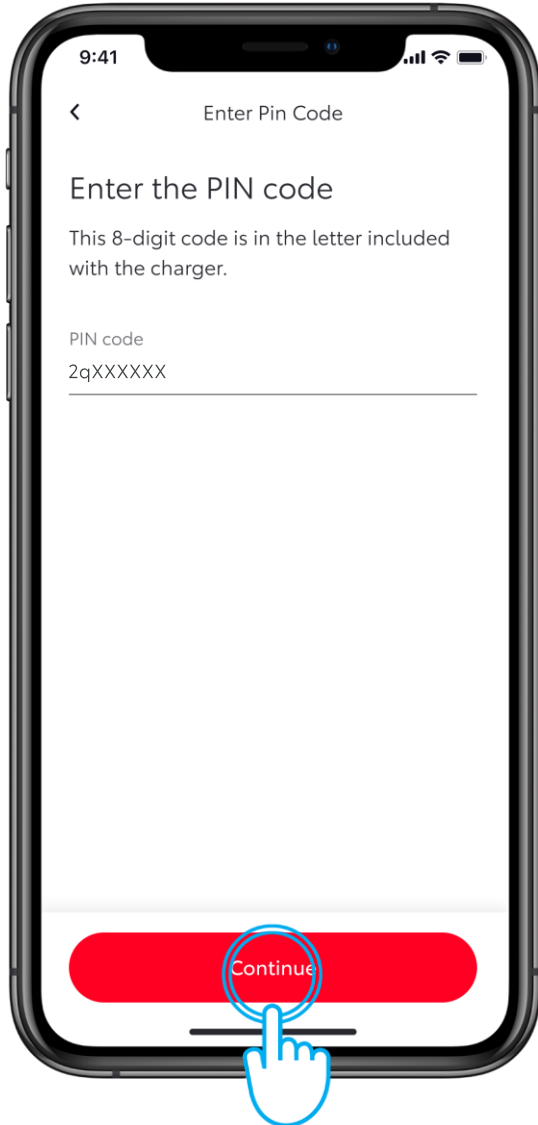 9:41
Enter Pin Code
Enter the PIN code
This 8-digit code is in the letter included
with the charger.
PIN code
2qXXXXXX
Continue